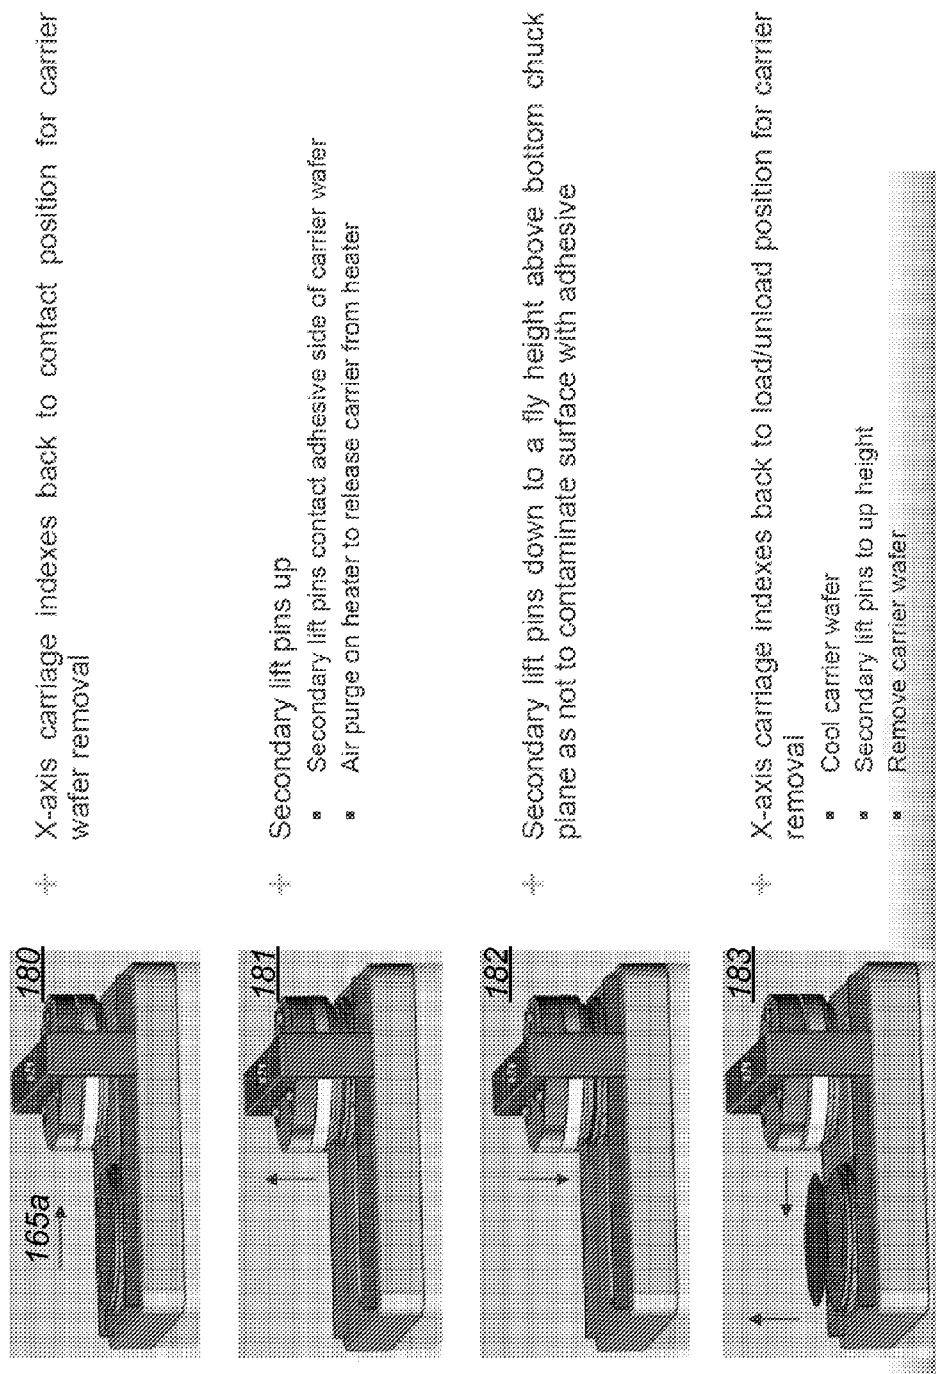 180
165a
✢ X-axis carriage indexes back to contact position for carrier
wafer removal
181
✢ Secondary lift pins up
▪ Secondary lift pins contact adhesive side of carrier wafer
▪ Air purge on heater to release carrier from heater
182
✢ Secondary lift pins down to a fly height above bottom chuck
plane as not to contaminate surface with adhesive
183
✢ X-axis carriage indexes back to load/unload position for carrier
removal
▪ Cool carrier wafer
▪ Secondary lift pins to up height
▪ Remove carrier wafer